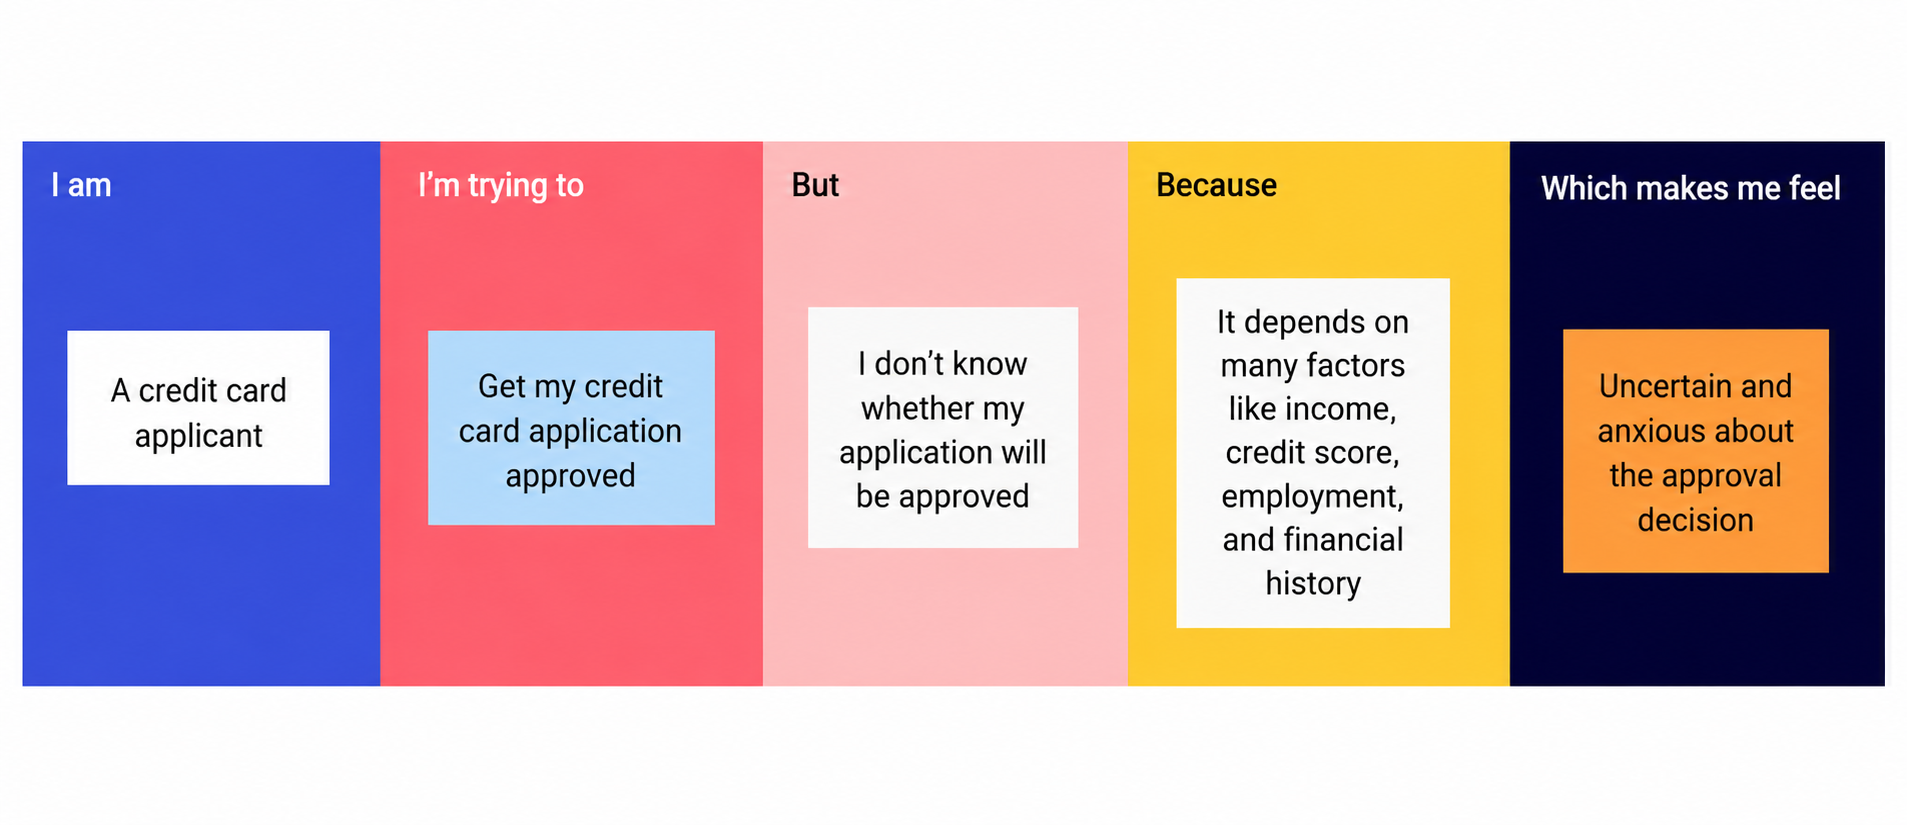 I am
A credit card
applicant
I’m trying to
Get my credit
card application
approved
But
I don’t know
whether my
application will
be approved
Because
It depends on
many factors
like income,
credit score,
employment,
and financial
history
Which makes me feel
Uncertain and
anxious about
the approval
decision